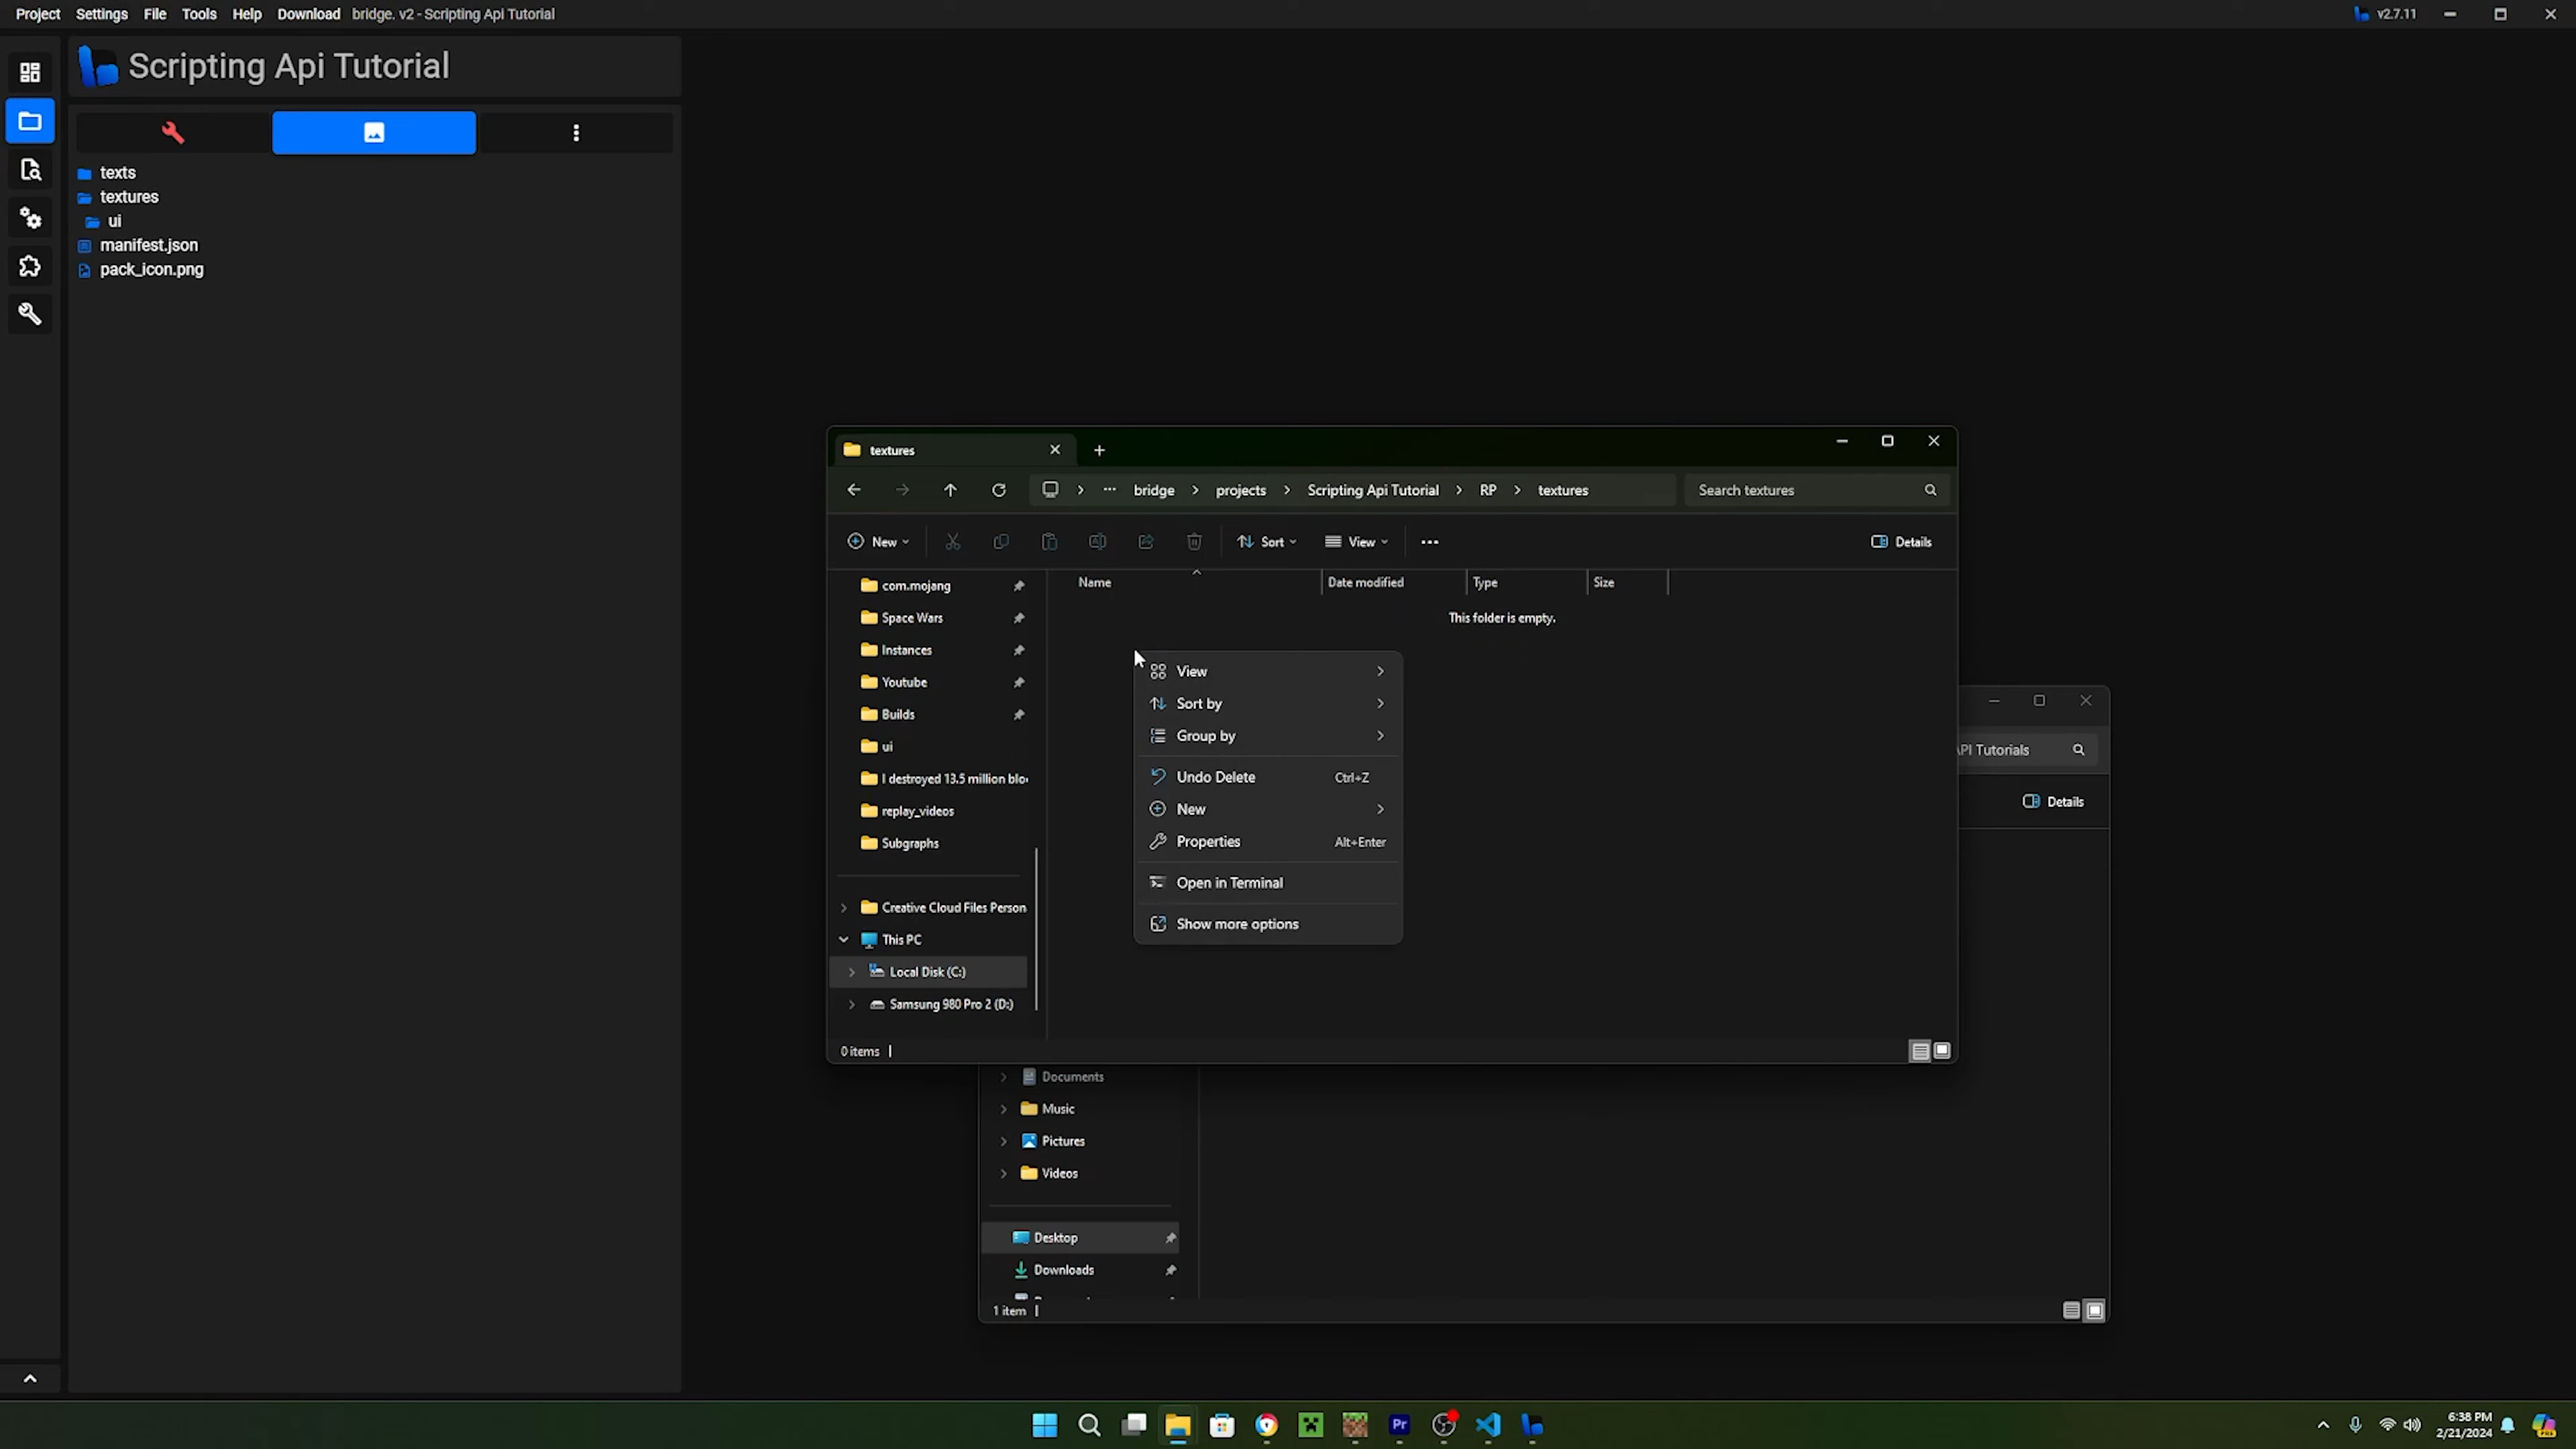 Project Settings File Tools Help Download bridge. v2 - Scripting Api Tutorial
v2.7.11
Scripting Api Tutorial
texts
textures
ui
manifest.json
pack_icon.png
textures
bridge projects Scripting Api Tutorial RP textures
Search textures
New
Sort
View
Details
com.mojang
Space Wars
Instances
Youtube
Builds
ui
I destroyed 13.5 million blo
replay_videos
Subgraphs
Creative Cloud Files Person
This PC
Local Disk (C:)
Samsung 980 Pro 2 (D:)
0 items
Name Date modified Type Size
This folder is empty.
View
Sort by
Group by
Undo Delete Ctrl+Z
New
Properties Alt+Enter
Open in Terminal
Show more options
API Tutorials
Details
Documents
Music
Pictures
Videos
Desktop
Downloads
1 item
Pr
6:38 PM
2/21/2024